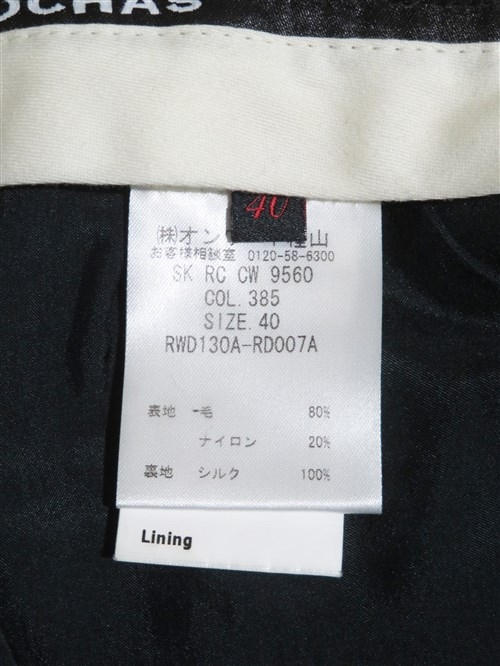 OCHAS
40
㈱オン 山
お客様相談室 0120-58-6300
SK RC CW 9560
COL. 385
SIZE. 40
RWD130A-RD007A
表地 毛 80%
ナイロン 20%
裏地 シルク 100%
Lining